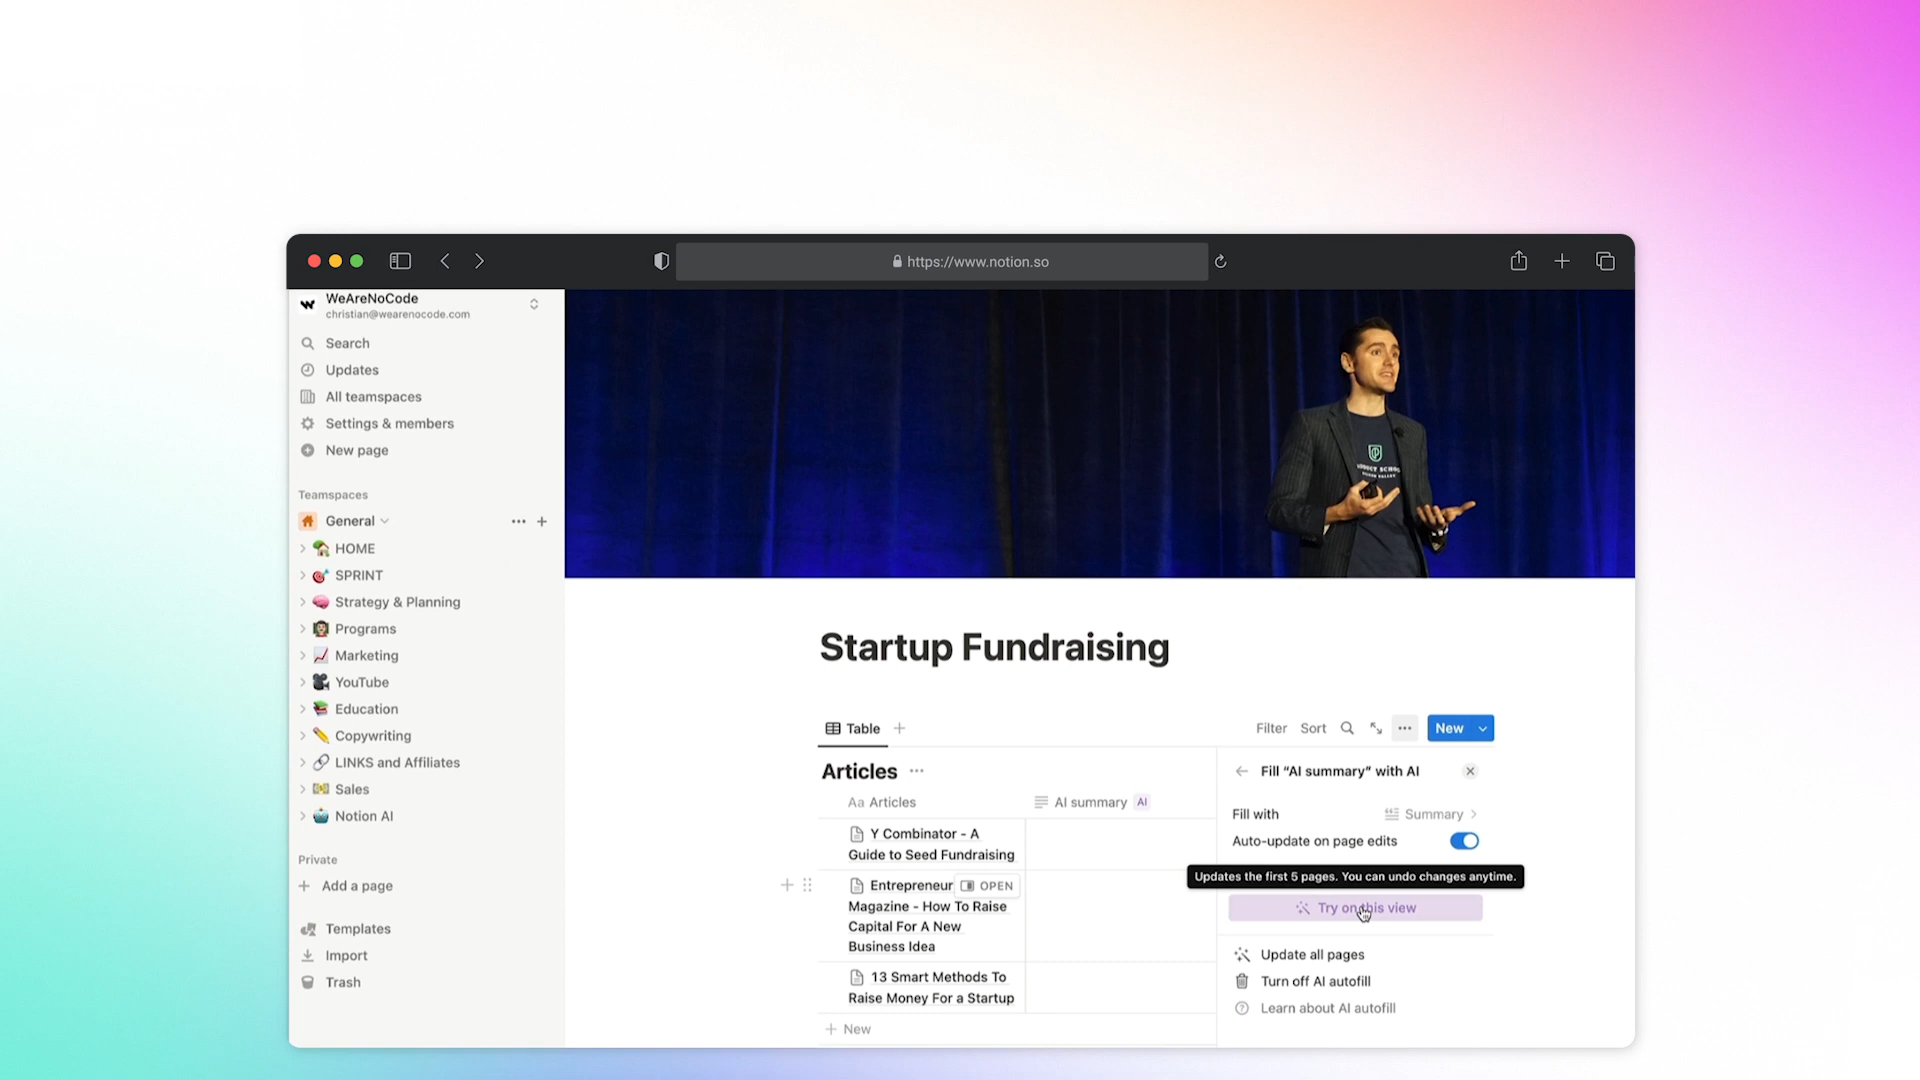 https://www.notion.so
WeAreNoCode
christian@wearenocode.com
Search
Updates
All teamspaces
Settings & members
New page
Teamspaces
General
HOME
SPRINT
Strategy & Planning
Programs
Marketing
YouTube
Education
Copywriting
LINKS and Affiliates
Sales
Notion AI
Private
Add a page
Templates
Import
Trash
Startup Fundraising
Table
Filter Sort New
Articles
Aa Articles
AI summary AI
Y Combinator - A
Guide to Seed Fundraising
Entrepreneur OPEN
Magazine - How To Raise
Capital For A New
Business Idea
13 Smart Methods To
Raise Money For a Startup
New
Fill “AI summary” with AI
Fill with Summary
Auto-update on page edits
Updates the first 5 pages. You can undo changes anytime.
Try on this view
Update all pages
Turn off AI autofill
Learn about AI autofill